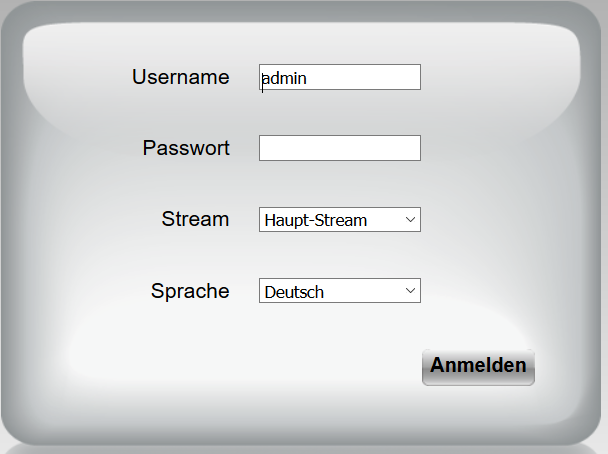 Username admin
Passwort
Stream Haupt-Stream
Sprache Deutsch
Anmelden